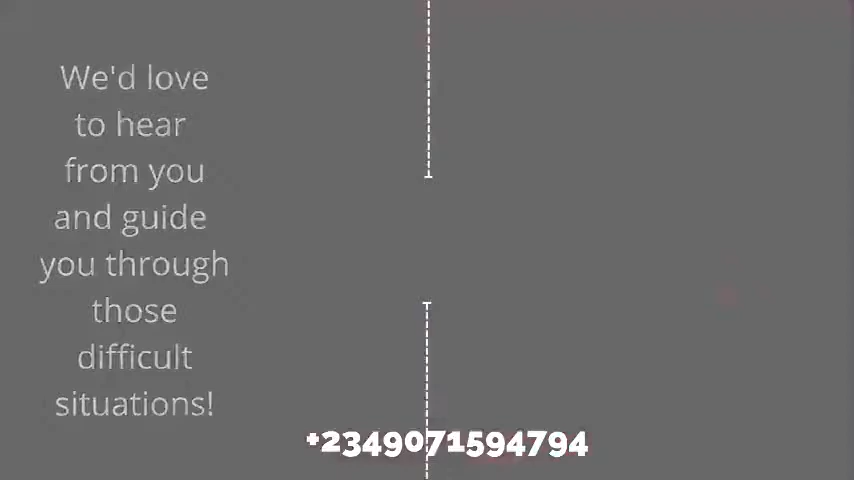 We'd love
to hear
from you
and guide
you through
those
difficult
situations!
+2349071594794